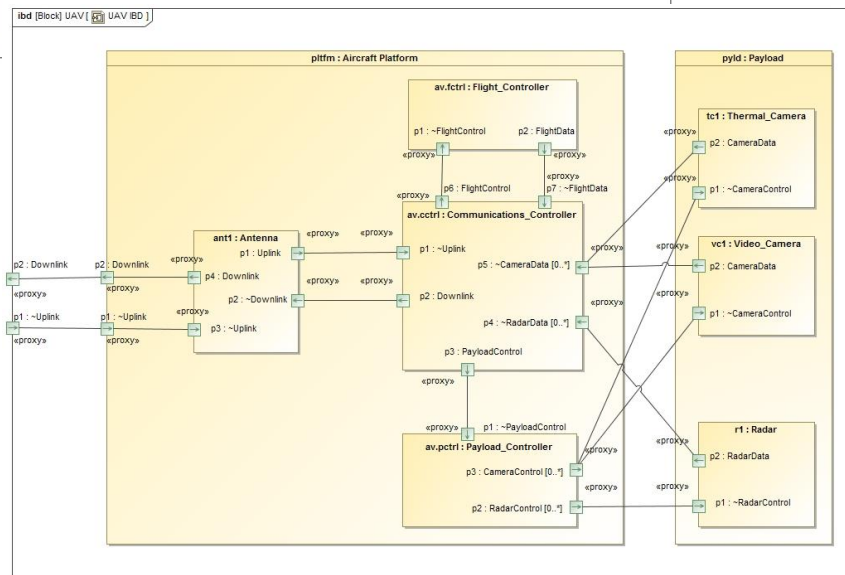 ibd [Block] UAV [ UAV IBD ]
pltfm : Aircraft Platform
pyld : Payload
av.fctrl : Flight_Controller
p1 : ~FlightControl
p2 : FlightData
«proxy»
«proxy»
«proxy»
«proxy»
p6 : FlightControl
p7 : ~FlightData
av.cctrl : Communications_Controller
p1 : ~Uplink
p5 : ~CameraData [0..*]
p2 : Downlink
p4 : ~RadarData [0..*]
p3 : PayloadControl
ant1 : Antenna
p1 : Uplink
p4 : Downlink
p2 : ~Downlink
p3 : ~Uplink
«proxy»
«proxy»
«proxy»
«proxy»
«proxy»
«proxy»
p2 : Downlink
«proxy»
p2 : Downlink
«proxy»
p1 : ~Uplink
«proxy»
p1 : ~Uplink
«proxy»
«proxy»
«proxy»
p1 : ~PayloadControl
av.pctrl : Payload_Controller
p3 : CameraControl [0..*]
p2 : RadarControl [0..*]
«proxy»
«proxy»
«proxy»
«proxy»
tc1 : Thermal_Camera
«proxy»
p2 : CameraData
«proxy»
p1 : ~CameraControl
vc1 : Video_Camera
«proxy»
p2 : CameraData
«proxy»
p1 : ~CameraControl
r1 : Radar
«proxy»
p2 : RadarData
«proxy»
p1 : ~RadarControl